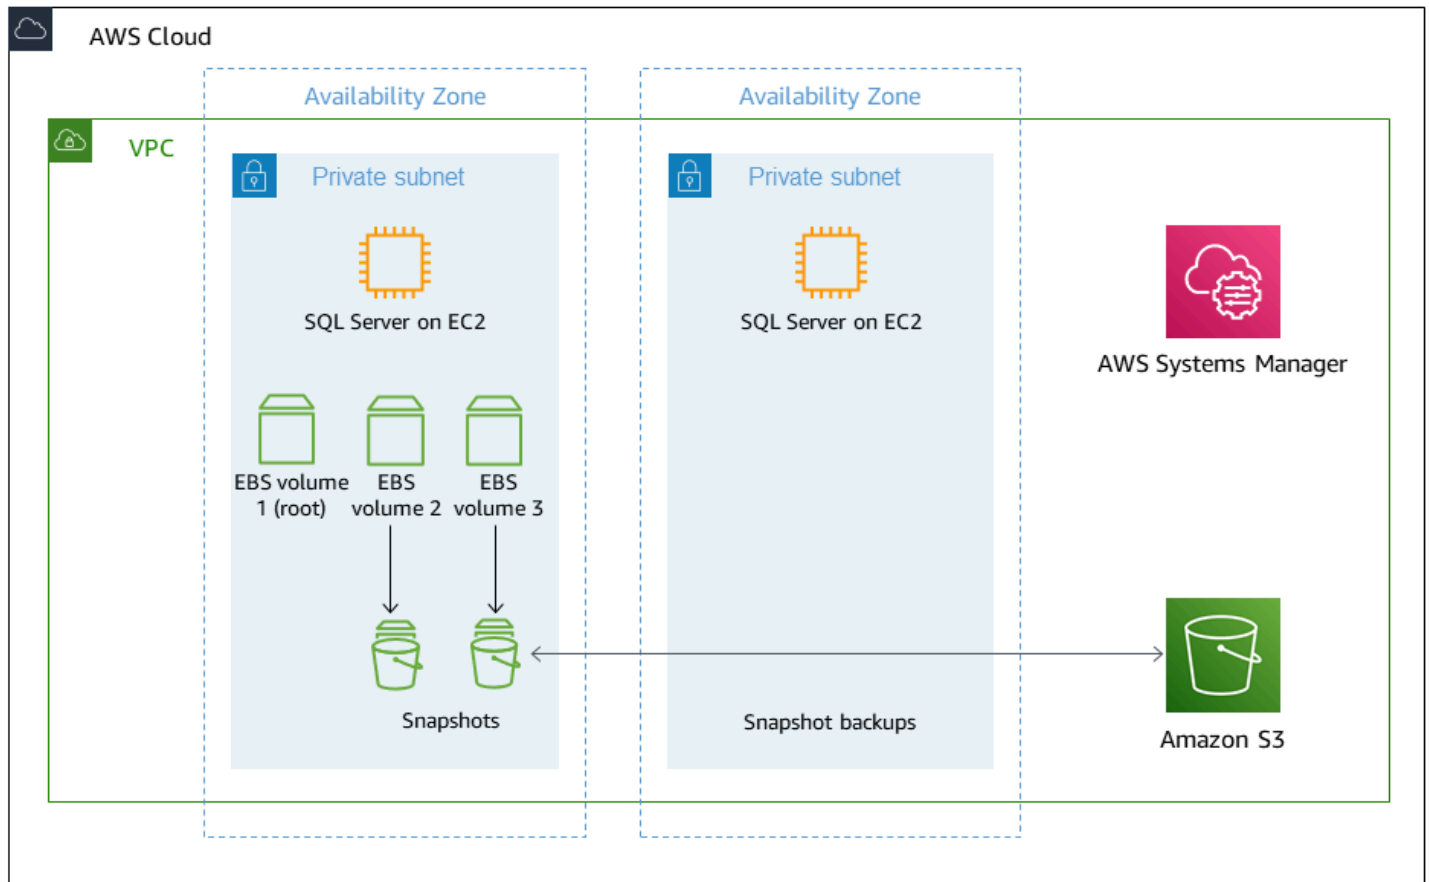 AWS Cloud
Availability Zone
Availability Zone
VPC
Private subnet
Private subnet
SQL Server on EC2
SQL Server on EC2
AWS Systems Manager
EBS volume
1 (root)
EBS
volume 2
EBS
volume 3
Snapshots
Snapshot backups
Amazon S3